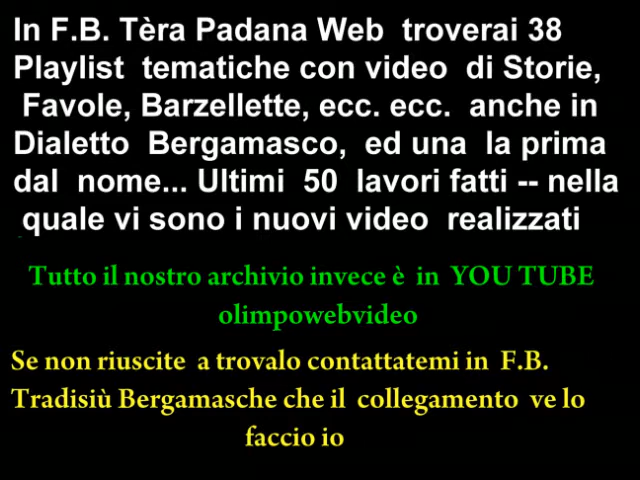 In F.B. Tèra Padana Web troverai 38
Playlist tematiche con video di Storie,
Favole, Barzellette, ecc. ecc. anche in
Dialetto Bergamasco, ed una la prima
dal nome... Ultimi 50 lavori fatti -- nella
quale vi sono i nuovi video realizzati
Tutto il nostro archivio invece è in YOU TUBE
olimpowebvideo
Se non riuscite a trovalo contattatemi in F.B.
Tradisiù Bergamasche che il collegamento ve lo
faccio io